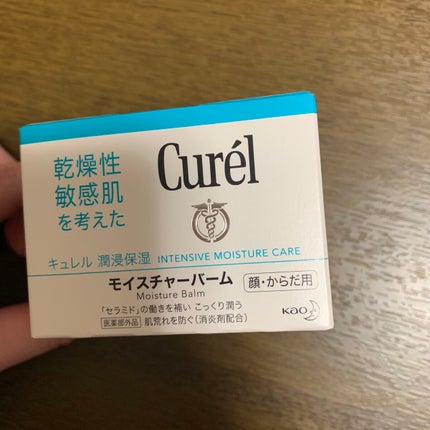 乾燥性
敏感肌
を考えた
Curél
キュレル 潤浸保湿 INTENSIVE MOISTURE CARE
モイスチャーバーム 顔・からだ用
Moisture Balm
「セラミド」の働きを補い こっくり潤う
医薬部外品 肌荒れを防ぐ(消炎剤配合)
Kao